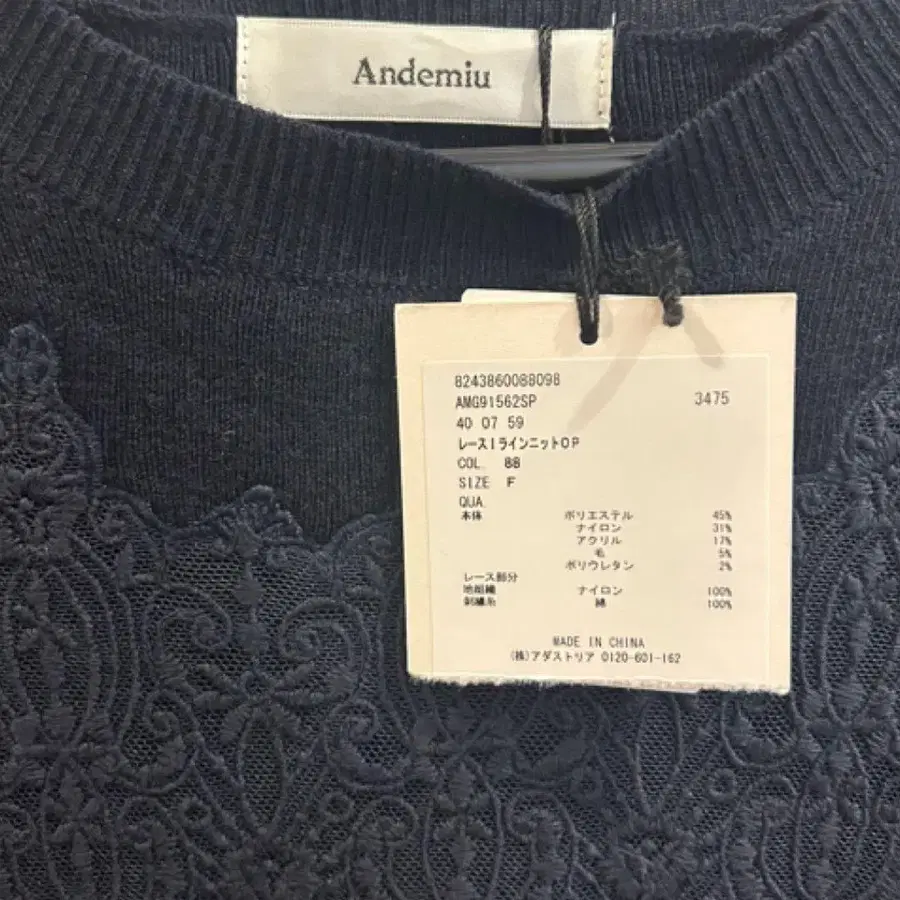 Andemiu
8243860088098
AMG91562SP 3475
40 07 59
レースIラインニットOP
COL. 88
SIZE F
QUA.
本体 ポリエステル 45%
ナイロン 31%
アクリル 17%
毛 5%
ポリウレタン 2%
レース部分
地組織 ナイロン 100%
刺繍糸 綿 100%
MADE IN CHINA
(株)アダストリア 0120-601-162